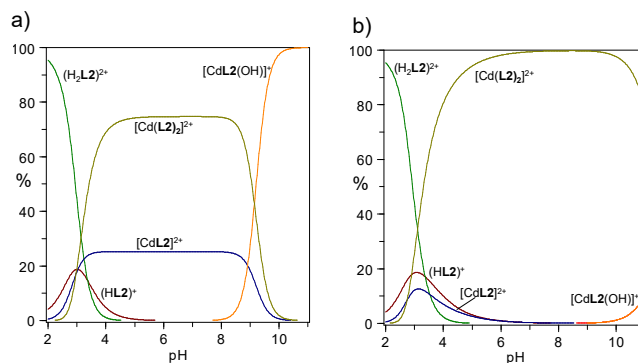 a)
[CdL2(OH)]⁺
(H₂L2)²⁺
[Cd(L2)₂]²⁺
[CdL2]²⁺
(HL2)⁺
100
80
60
%
40
20
0
2 4 6 8 10
pH
b)
(H₂L2)²⁺
[Cd(L2)₂]²⁺
(HL2)⁺
[CdL2]²⁺
[CdL2(OH)]⁺
100
80
60
%
40
20
0
2 4 6 8 10
pH